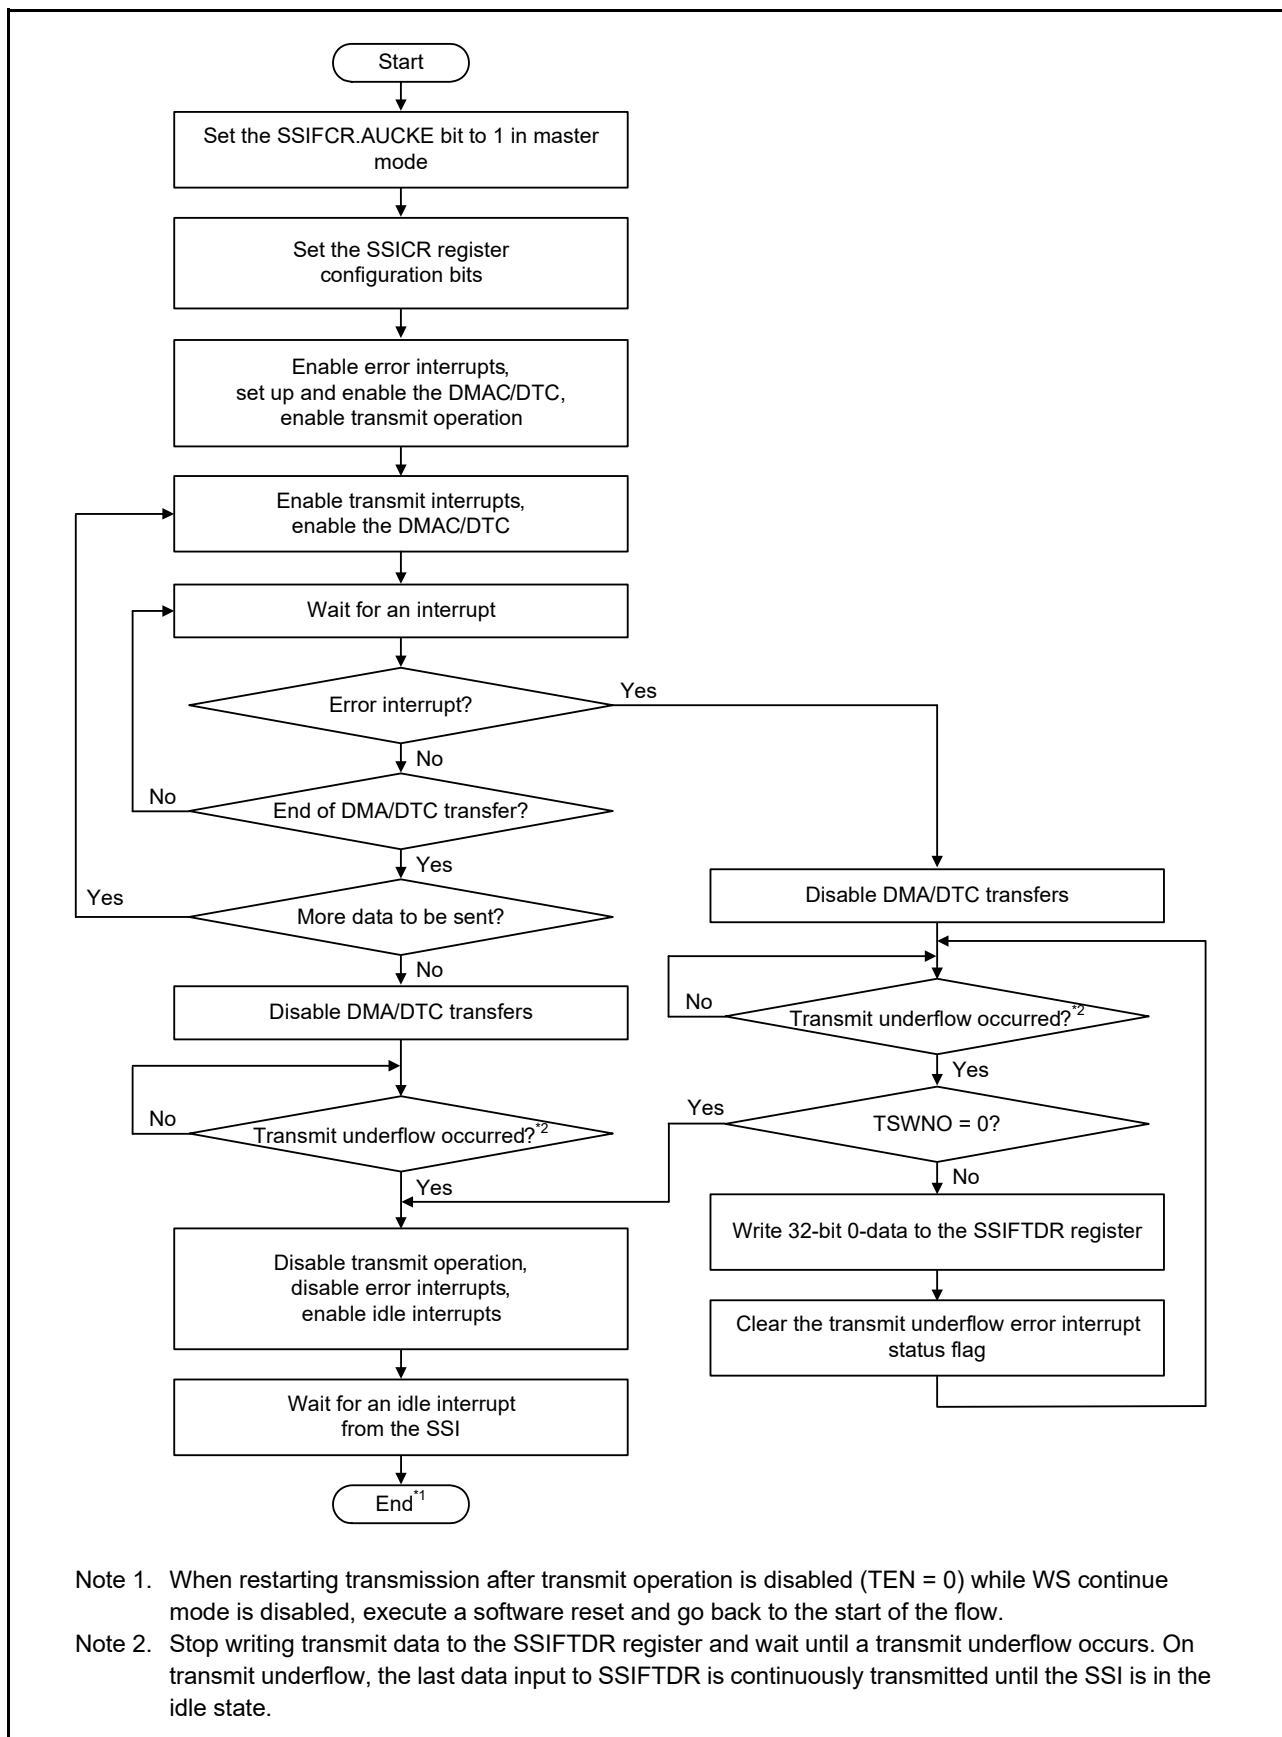 Start
Set the SSIFCR.AUCKE bit to 1 in master
mode
Set the SSICR register
configuration bits
Enable error interrupts,
set up and enable the DMAC/DTC,
enable transmit operation
Enable transmit interrupts,
enable the DMAC/DTC
Wait for an interrupt
Error interrupt?
Yes
No
End of DMA/DTC transfer?
No
Yes
More data to be sent?
Yes
No
Disable DMA/DTC transfers
Transmit underflow occurred?*2
No
Yes
Disable DMA/DTC transfers
Transmit underflow occurred?*2
No
Yes
TSWNO = 0?
Yes
No
Write 32-bit 0-data to the SSIFTDR register
Clear the transmit underflow error interrupt
status flag
Disable transmit operation,
disable error interrupts,
enable idle interrupts
Wait for an idle interrupt
from the SSI
End*1
Note 1. When restarting transmission after transmit operation is disabled (TEN = 0) while WS continue
mode is disabled, execute a software reset and go back to the start of the flow.
Note 2. Stop writing transmit data to the SSIFTDR register and wait until a transmit underflow occurs. On
transmit underflow, the last data input to SSIFTDR is continuously transmitted until the SSI is in the
idle state.